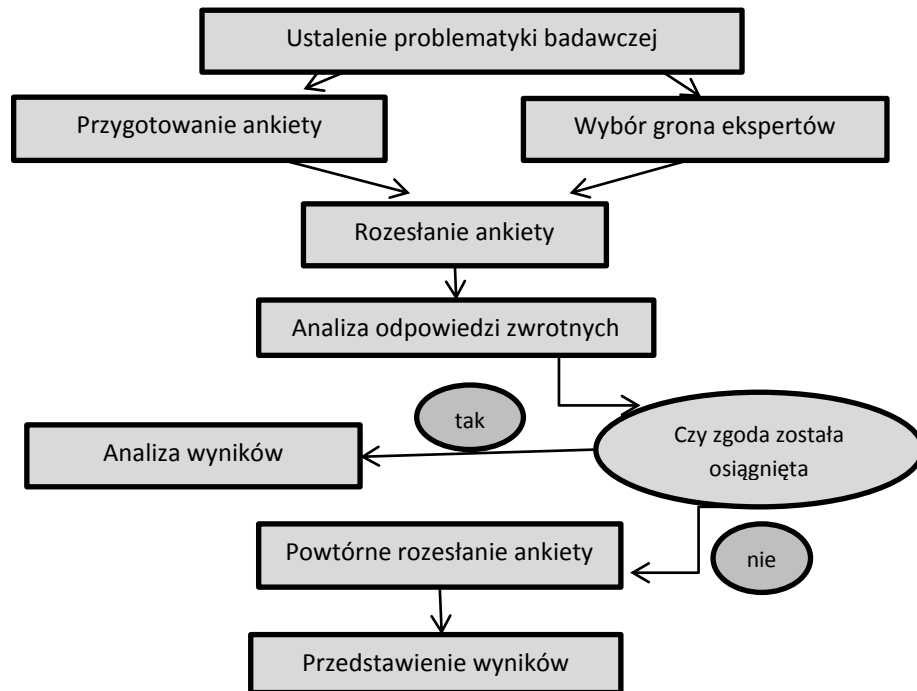 Ustalenie problematyki badawczej
Przygotowanie ankiety
Wybór grona ekspertów
Rozesłanie ankiety
Analiza odpowiedzi zwrotnych
tak
Czy zgoda została
osiągnięta
Analiza wyników
Powtórne rozesłanie ankiety
nie
Przedstawienie wyników